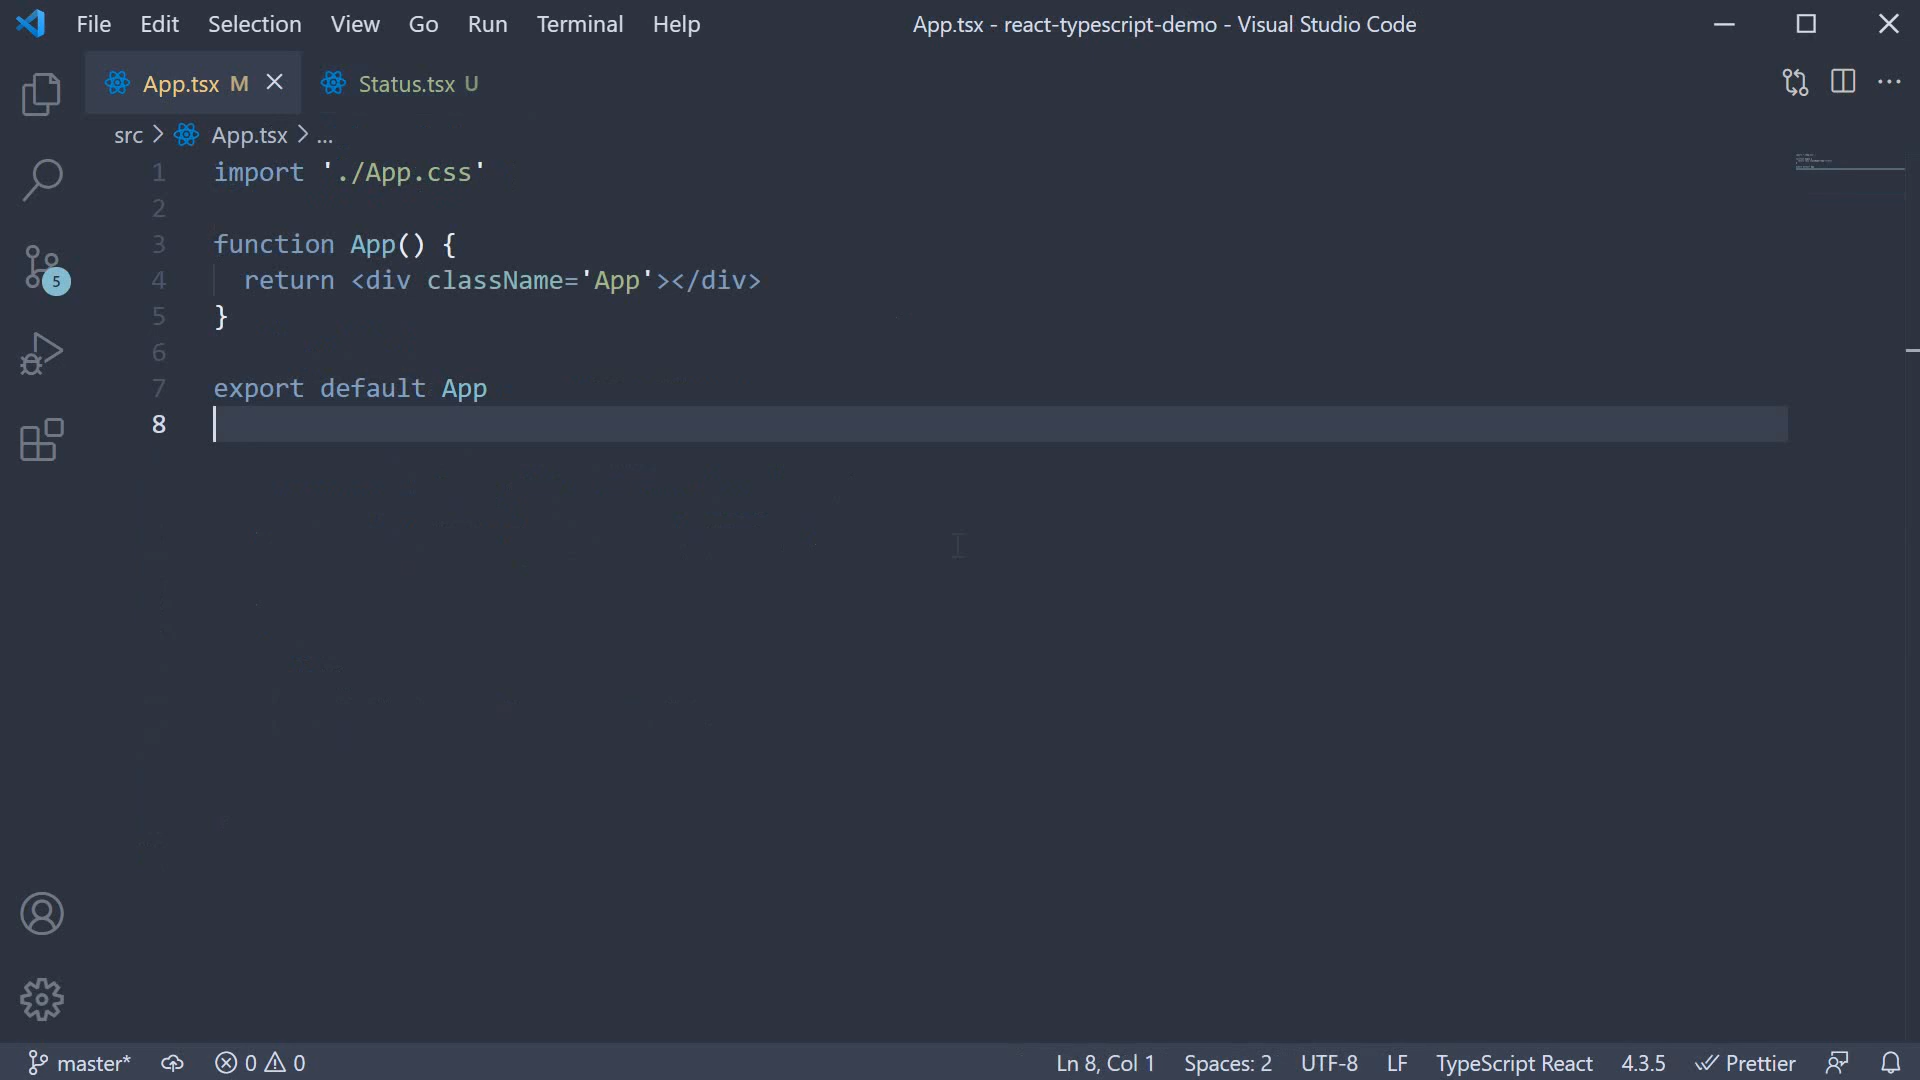 File Edit Selection View Go Run Terminal Help App.tsx - react-typescript-demo - Visual Studio Code
App.tsx M Status.tsx U
src > App.tsx > ...
1 import './App.css'
2
3 function App() {
4 return <div className='App'></div>
5 }
6
7 export default App
8
5
master* 0 0 Ln 8, Col 1 Spaces: 2 UTF-8 LF TypeScript React 4.3.5 Prettier